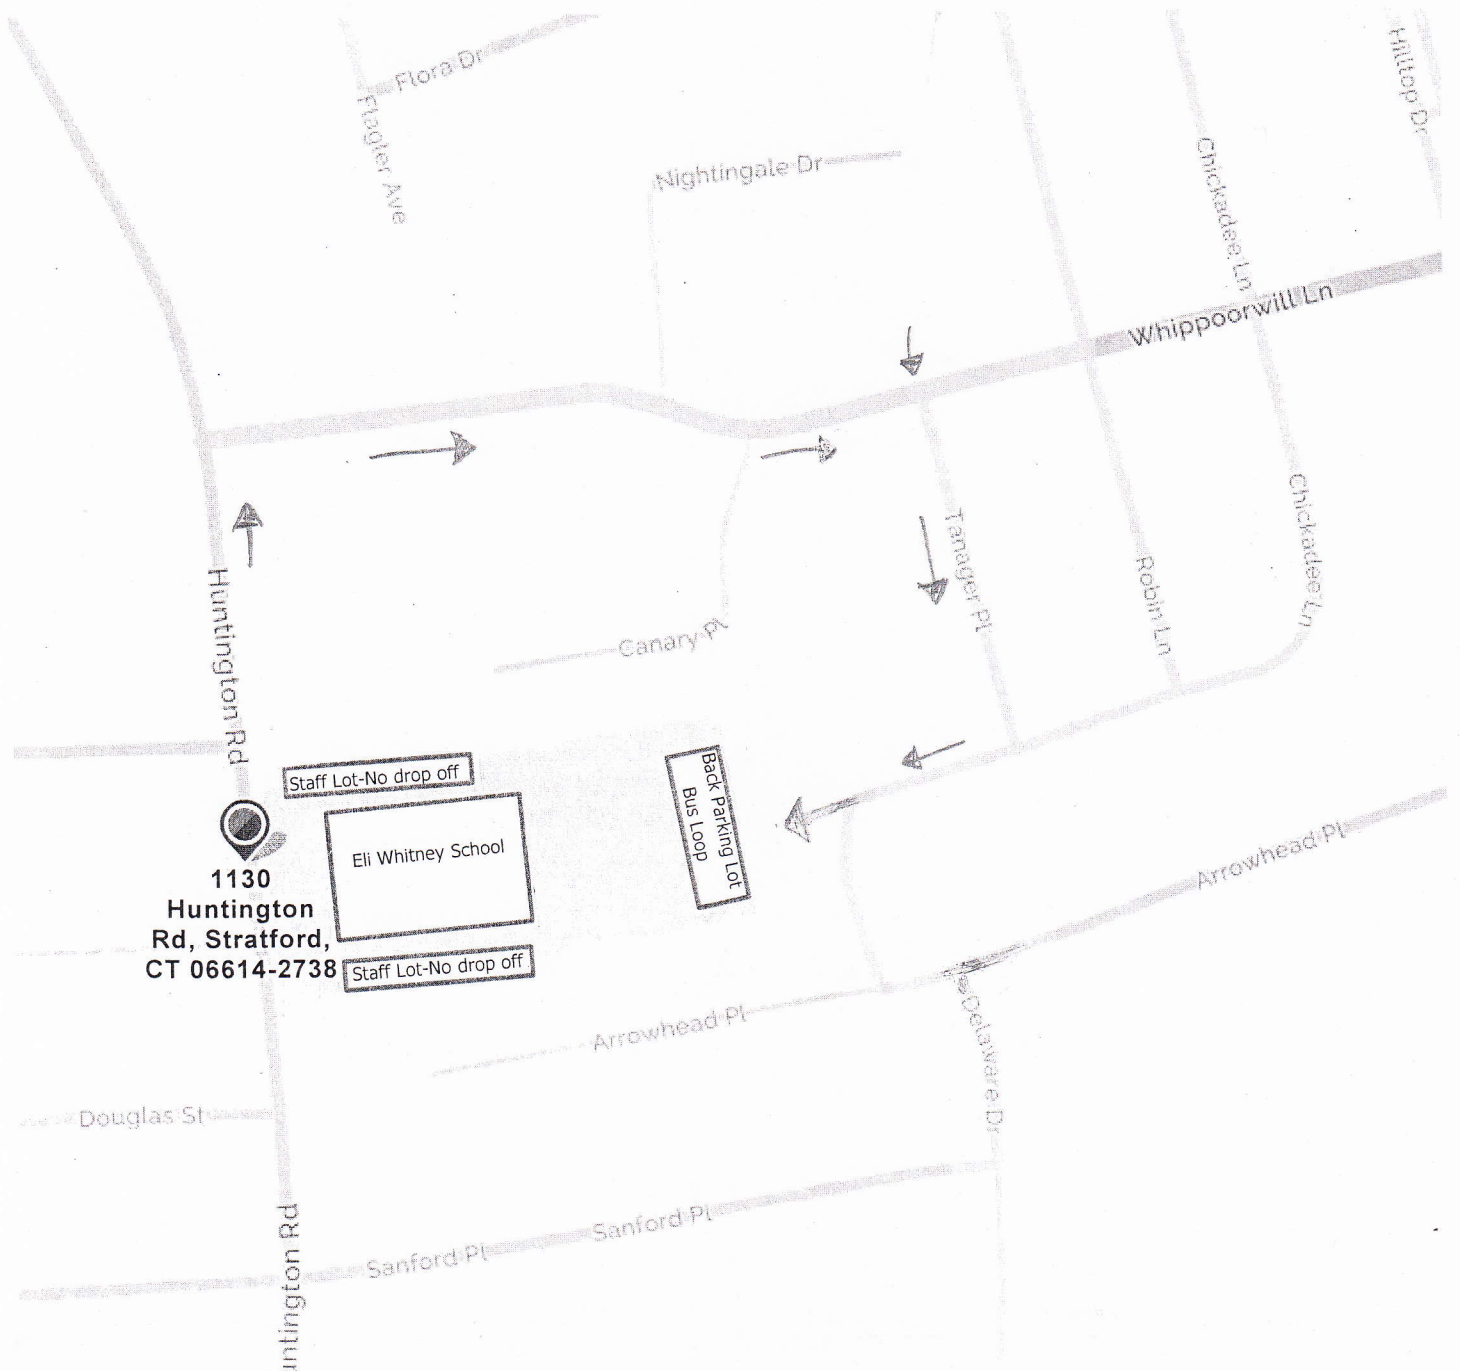 Flora Dr
Flagler Ave
Hilltop Dr
Nightingale Dr
Chickadee Ln
Whippoorwill Ln
Huntington Rd
Tanager Pl
Robin Ln
Chickadee Ln
Canary Pl
Staff Lot-No drop off
Back Parking Lot
Bus Loop
Eli Whitney School
1130
Huntington
Rd, Stratford,
CT 06614-2738
Staff Lot-No drop off
Arrowhead Pl
Arrowhead Pl
Delaware Dr
Douglas St
Sanford Pl
Sanford Pl
untington Rd